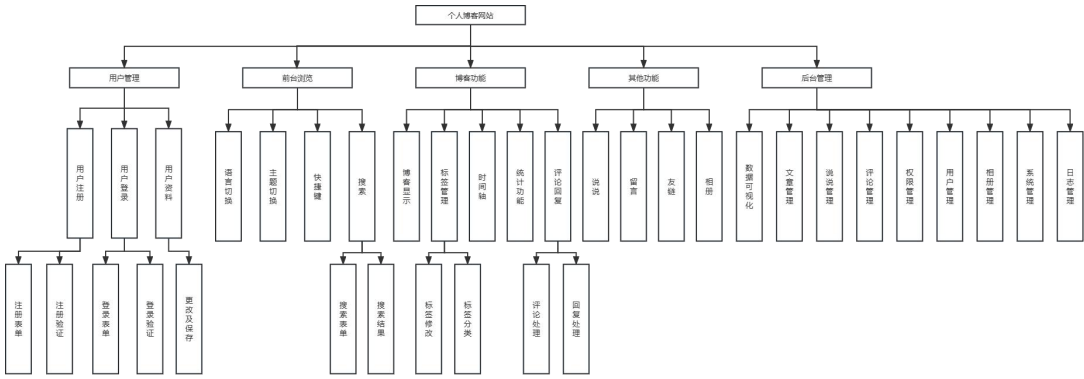 个人博客网站
用户管理
前台浏览
博客功能
其他功能
后台管理
用户注册
用户登录
用户资料
语言切换
主题切换
快捷键
搜素
博客显示
标签管理
时间轴
统计功能
评论回复
说说
留言
友链
相册
数据可视化
文章管理
说说管理
评论管理
权限管理
用户管理
相册管理
系统管理
日志管理
注册表单
注册验证
登录表单
登录验证
更改及保存
搜素表单
搜素结果
标签修改
标签分类
评论处理
回复处理